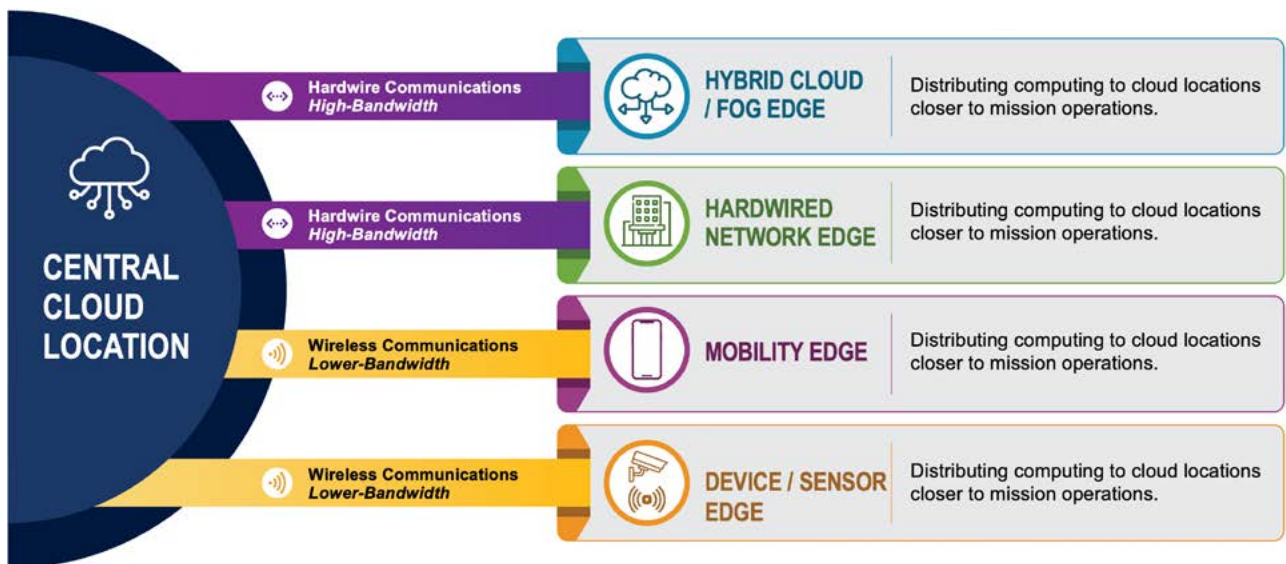 CENTRAL
CLOUD
LOCATION
Hardwire Communications
High-Bandwidth
HYBRID CLOUD
/ FOG EDGE
Distributing computing to cloud locations
closer to mission operations.
Hardwire Communications
High-Bandwidth
HARDWIRED
NETWORK EDGE
Distributing computing to cloud locations
closer to mission operations.
Wireless Communications
Lower-Bandwidth
MOBILITY EDGE
Distributing computing to cloud locations
closer to mission operations.
Wireless Communications
Lower-Bandwidth
DEVICE / SENSOR
EDGE
Distributing computing to cloud locations
closer to mission operations.